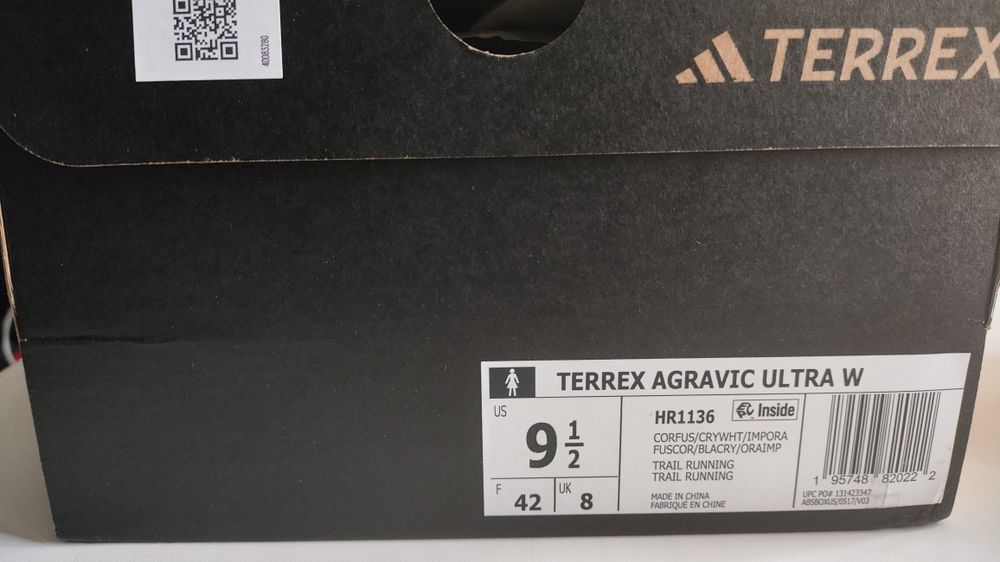 40083280
TERREX
TERREX AGRAVIC ULTRA W
US
9 1/2
F
42
UK
8
HR1136
Inside
CORFUS/CRYWHT/IMPORA
FUSCOR/BLACRY/ORAIMP
TRAIL RUNNING
TRAIL RUNNING
MADE IN CHINA
FABRIQUÉ EN CHINE
1 95748 82022 2
UPC PO# 131423347
ABSBOXUS/0517/V03